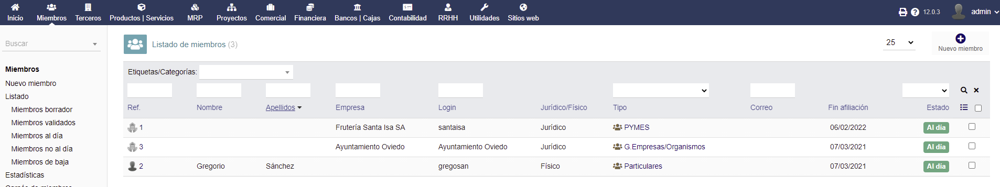 Inicio Miembros Terceros Productos | Servicios MRP Proyectos Comercial Financiera Bancos | Cajas Contabilidad RRHH Utilidades Sitios web 12.0.3 admin
Buscar
Miembros
Nuevo miembro
Listado
Miembros borrador
Miembros validados
Miembros al día
Miembros no al día
Miembros de baja
Estadísticas
Carnés de miembros
Listado de miembros (3) 25 Nuevo miembro
Etiquetas/Categorías:
Ref. Nombre Apellidos Empresa Login Jurídico/Físico Tipo Correo Fin afiliación Estado
1 Frutería Santa Isa SA santaisa Jurídico PYMES 06/02/2022 Al día
3 Ayuntamiento Oviedo Ayuntamiento Oviedo Jurídico G.Empresas/Organismos 07/03/2021 Al día
2 Gregorio Sánchez gregosan Físico Particulares 07/03/2021 Al día